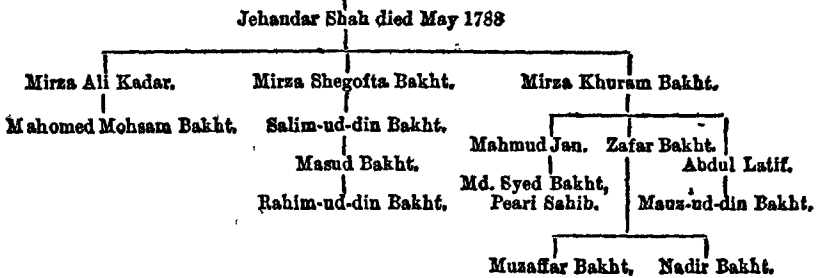 Jehandar Shah died May 1788
Mirza Ali Kadar. Mirza Shegofta Bakht. Mirza Khuram Bakht.
Mahomed Mohsam Bakht. Salim-ud-din Bakht.
Mahmud Jan. Zafar Bakht.
Masud Bakht. Abdul Latif.
Md. Syed Bakht,
Rahim-ud-din Bakht. Peari Sahib. Mauz-ud-din Bakht.
Muzaffar Bakht, Nadir Bakht.